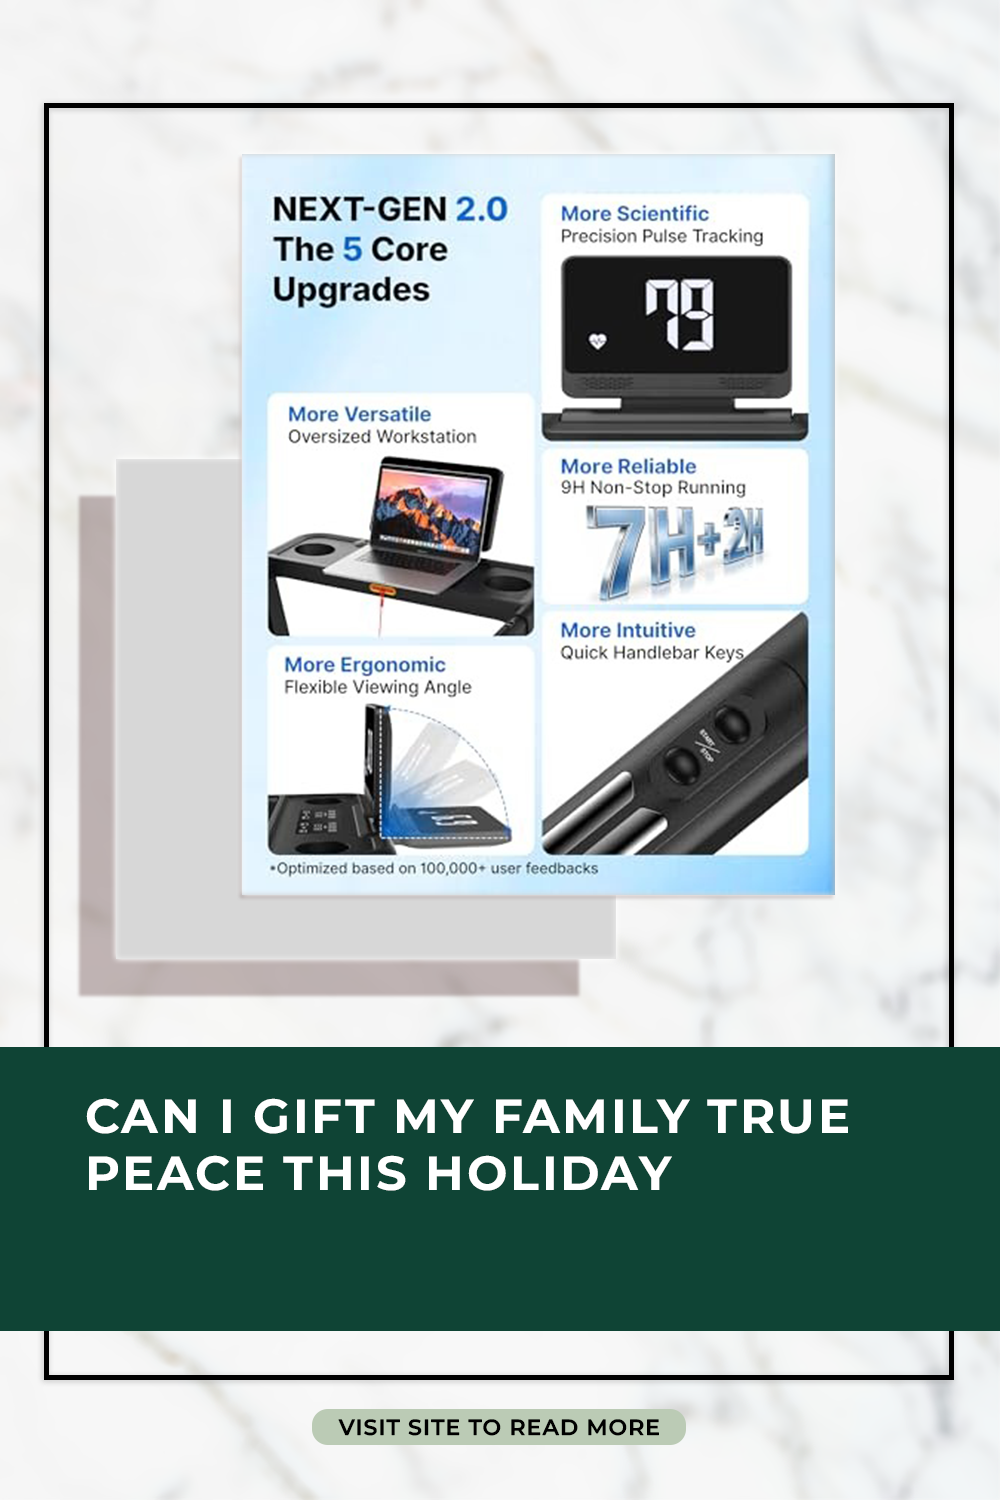 NEXT-GEN 2.0
The 5 Core
Upgrades
More Scientific
Precision Pulse Tracking
79
More Versatile
Oversized Workstation
More Reliable
9H Non-Stop Running
7H+2H
More Ergonomic
Flexible Viewing Angle
More Intuitive
Quick Handlebar Keys
START/
STOP
*Optimized based on 100,000+ user feedbacks
CAN I GIFT MY FAMILY TRUE
PEACE THIS HOLIDAY
VISIT SITE TO READ MORE